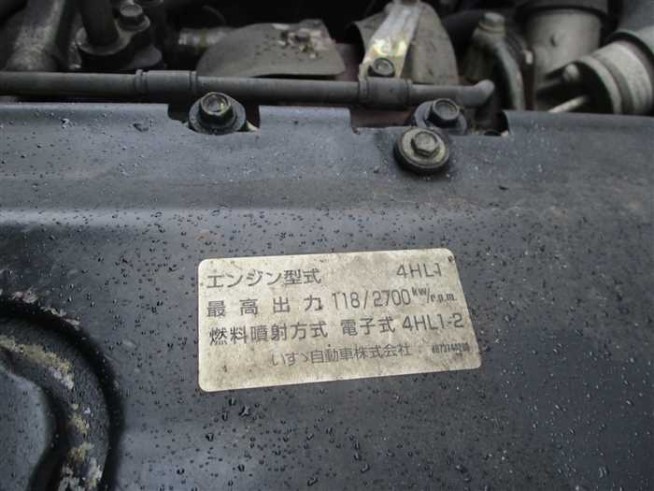 エンジン型式 4HL1
最高出力 118/2700 kw/r.p.m.
燃料噴射方式 電子式 4HL1-2
いすゞ自動車株式会社